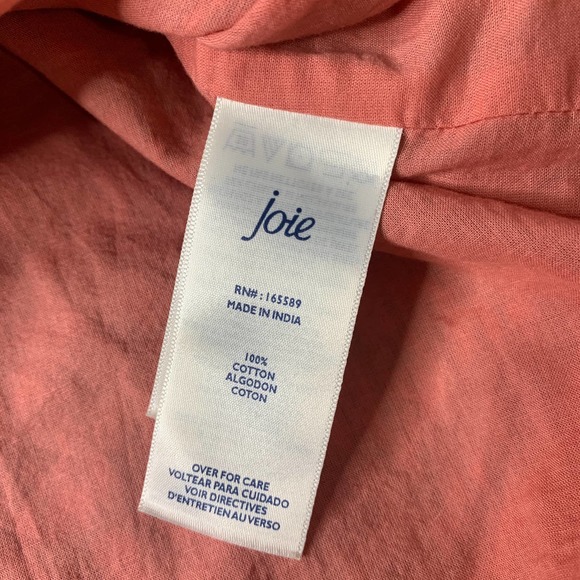 joie
RN#: 165589
MADE IN INDIA
100%
COTTON
ALGODON
COTON
OVER FOR CARE
VOLTEAR PARA CUIDADO
VOIR DIRECTIVES
D'ENTRETIEN AU VERSO